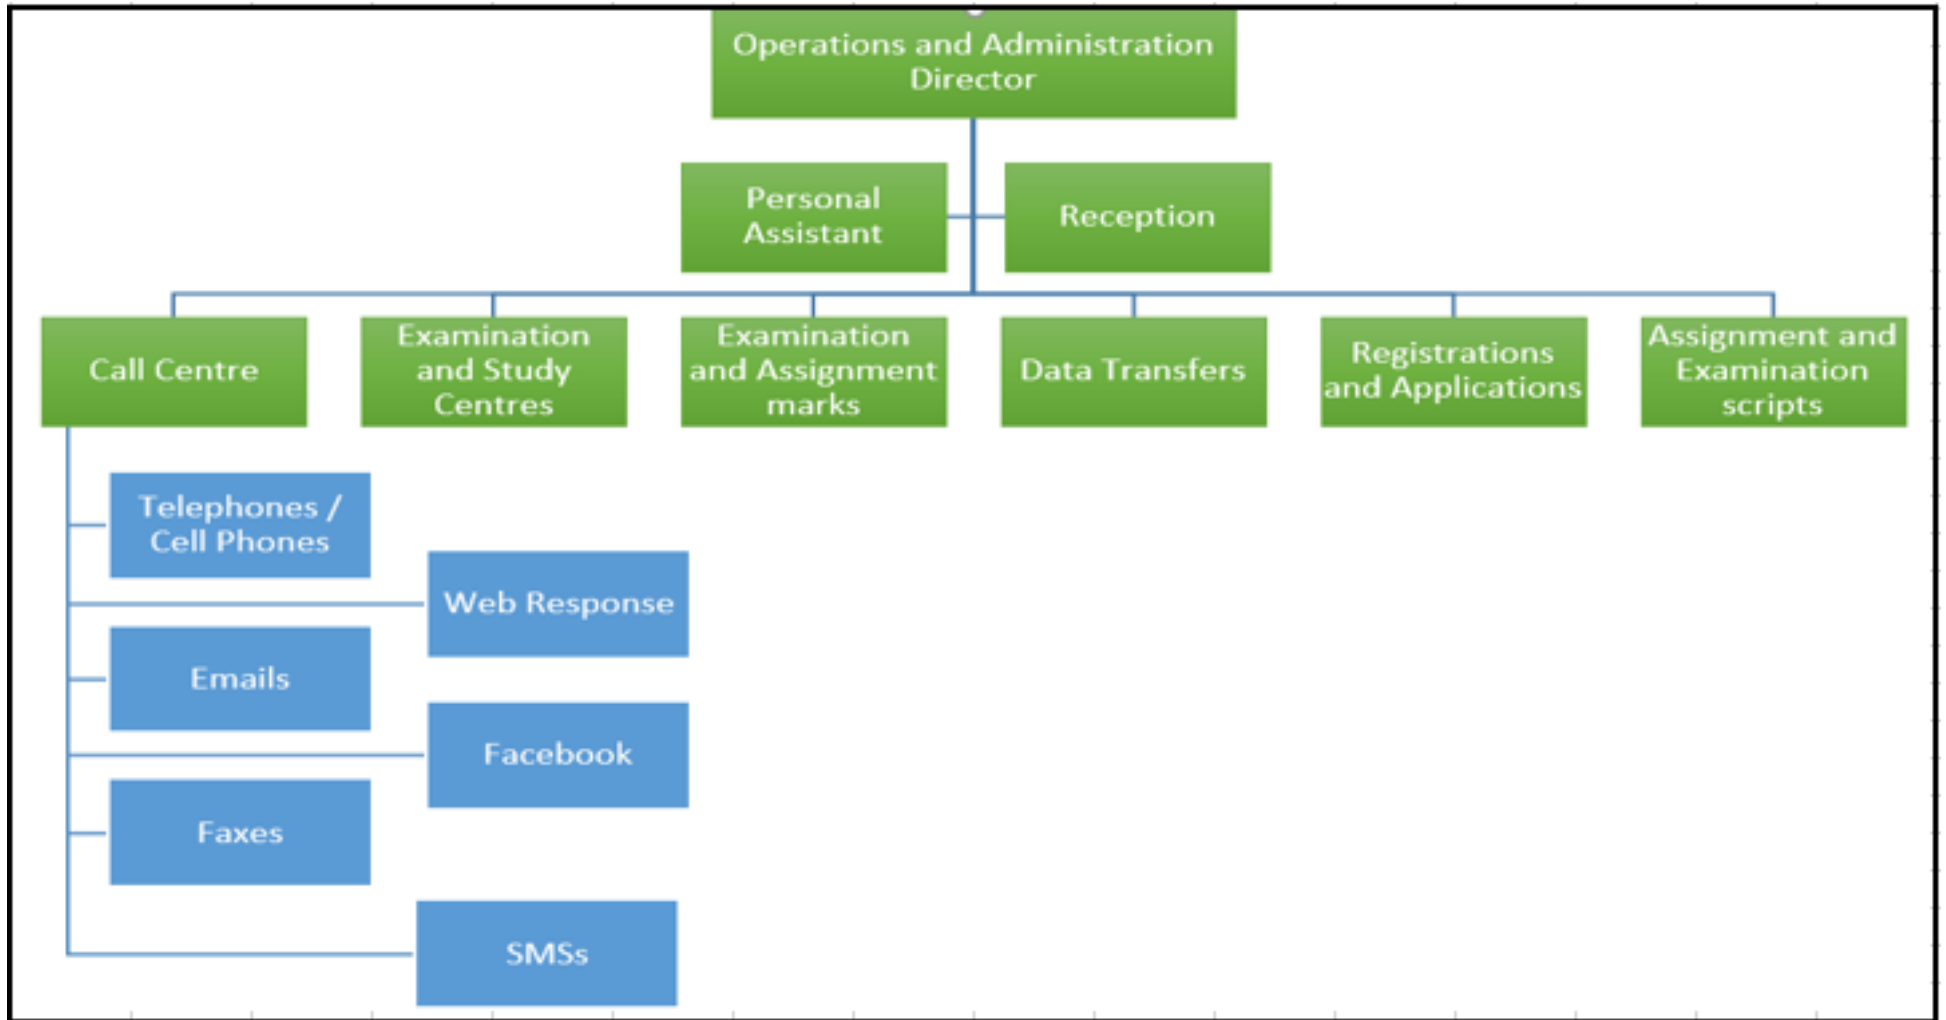 Operations and Administration
Director
Personal
Assistant
Reception
Call Centre
Examination
and Study
Centres
Examination
and Assignment
marks
Data Transfers
Registrations
and Applications
Assignment and
Examination
scripts
Telephones /
Cell Phones
Web Response
Emails
Facebook
Faxes
SMSs